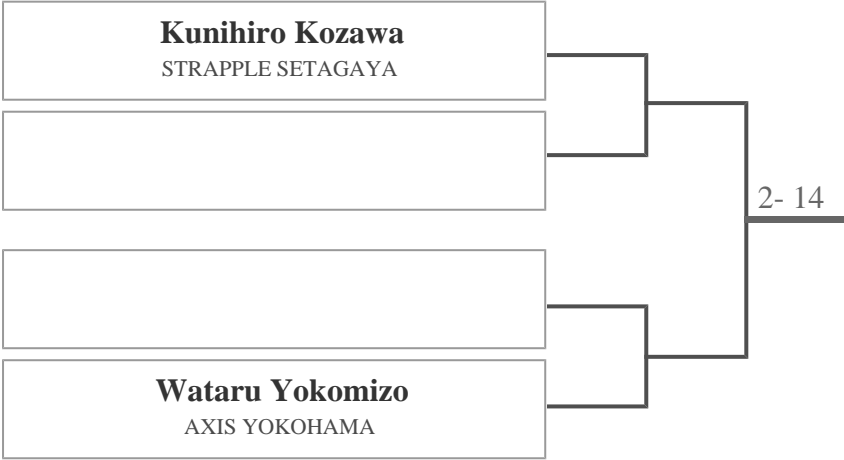 Kunihiro Kozawa
STRAPPLE SETAGAYA
2- 14
Wataru Yokomizo
AXIS YOKOHAMA